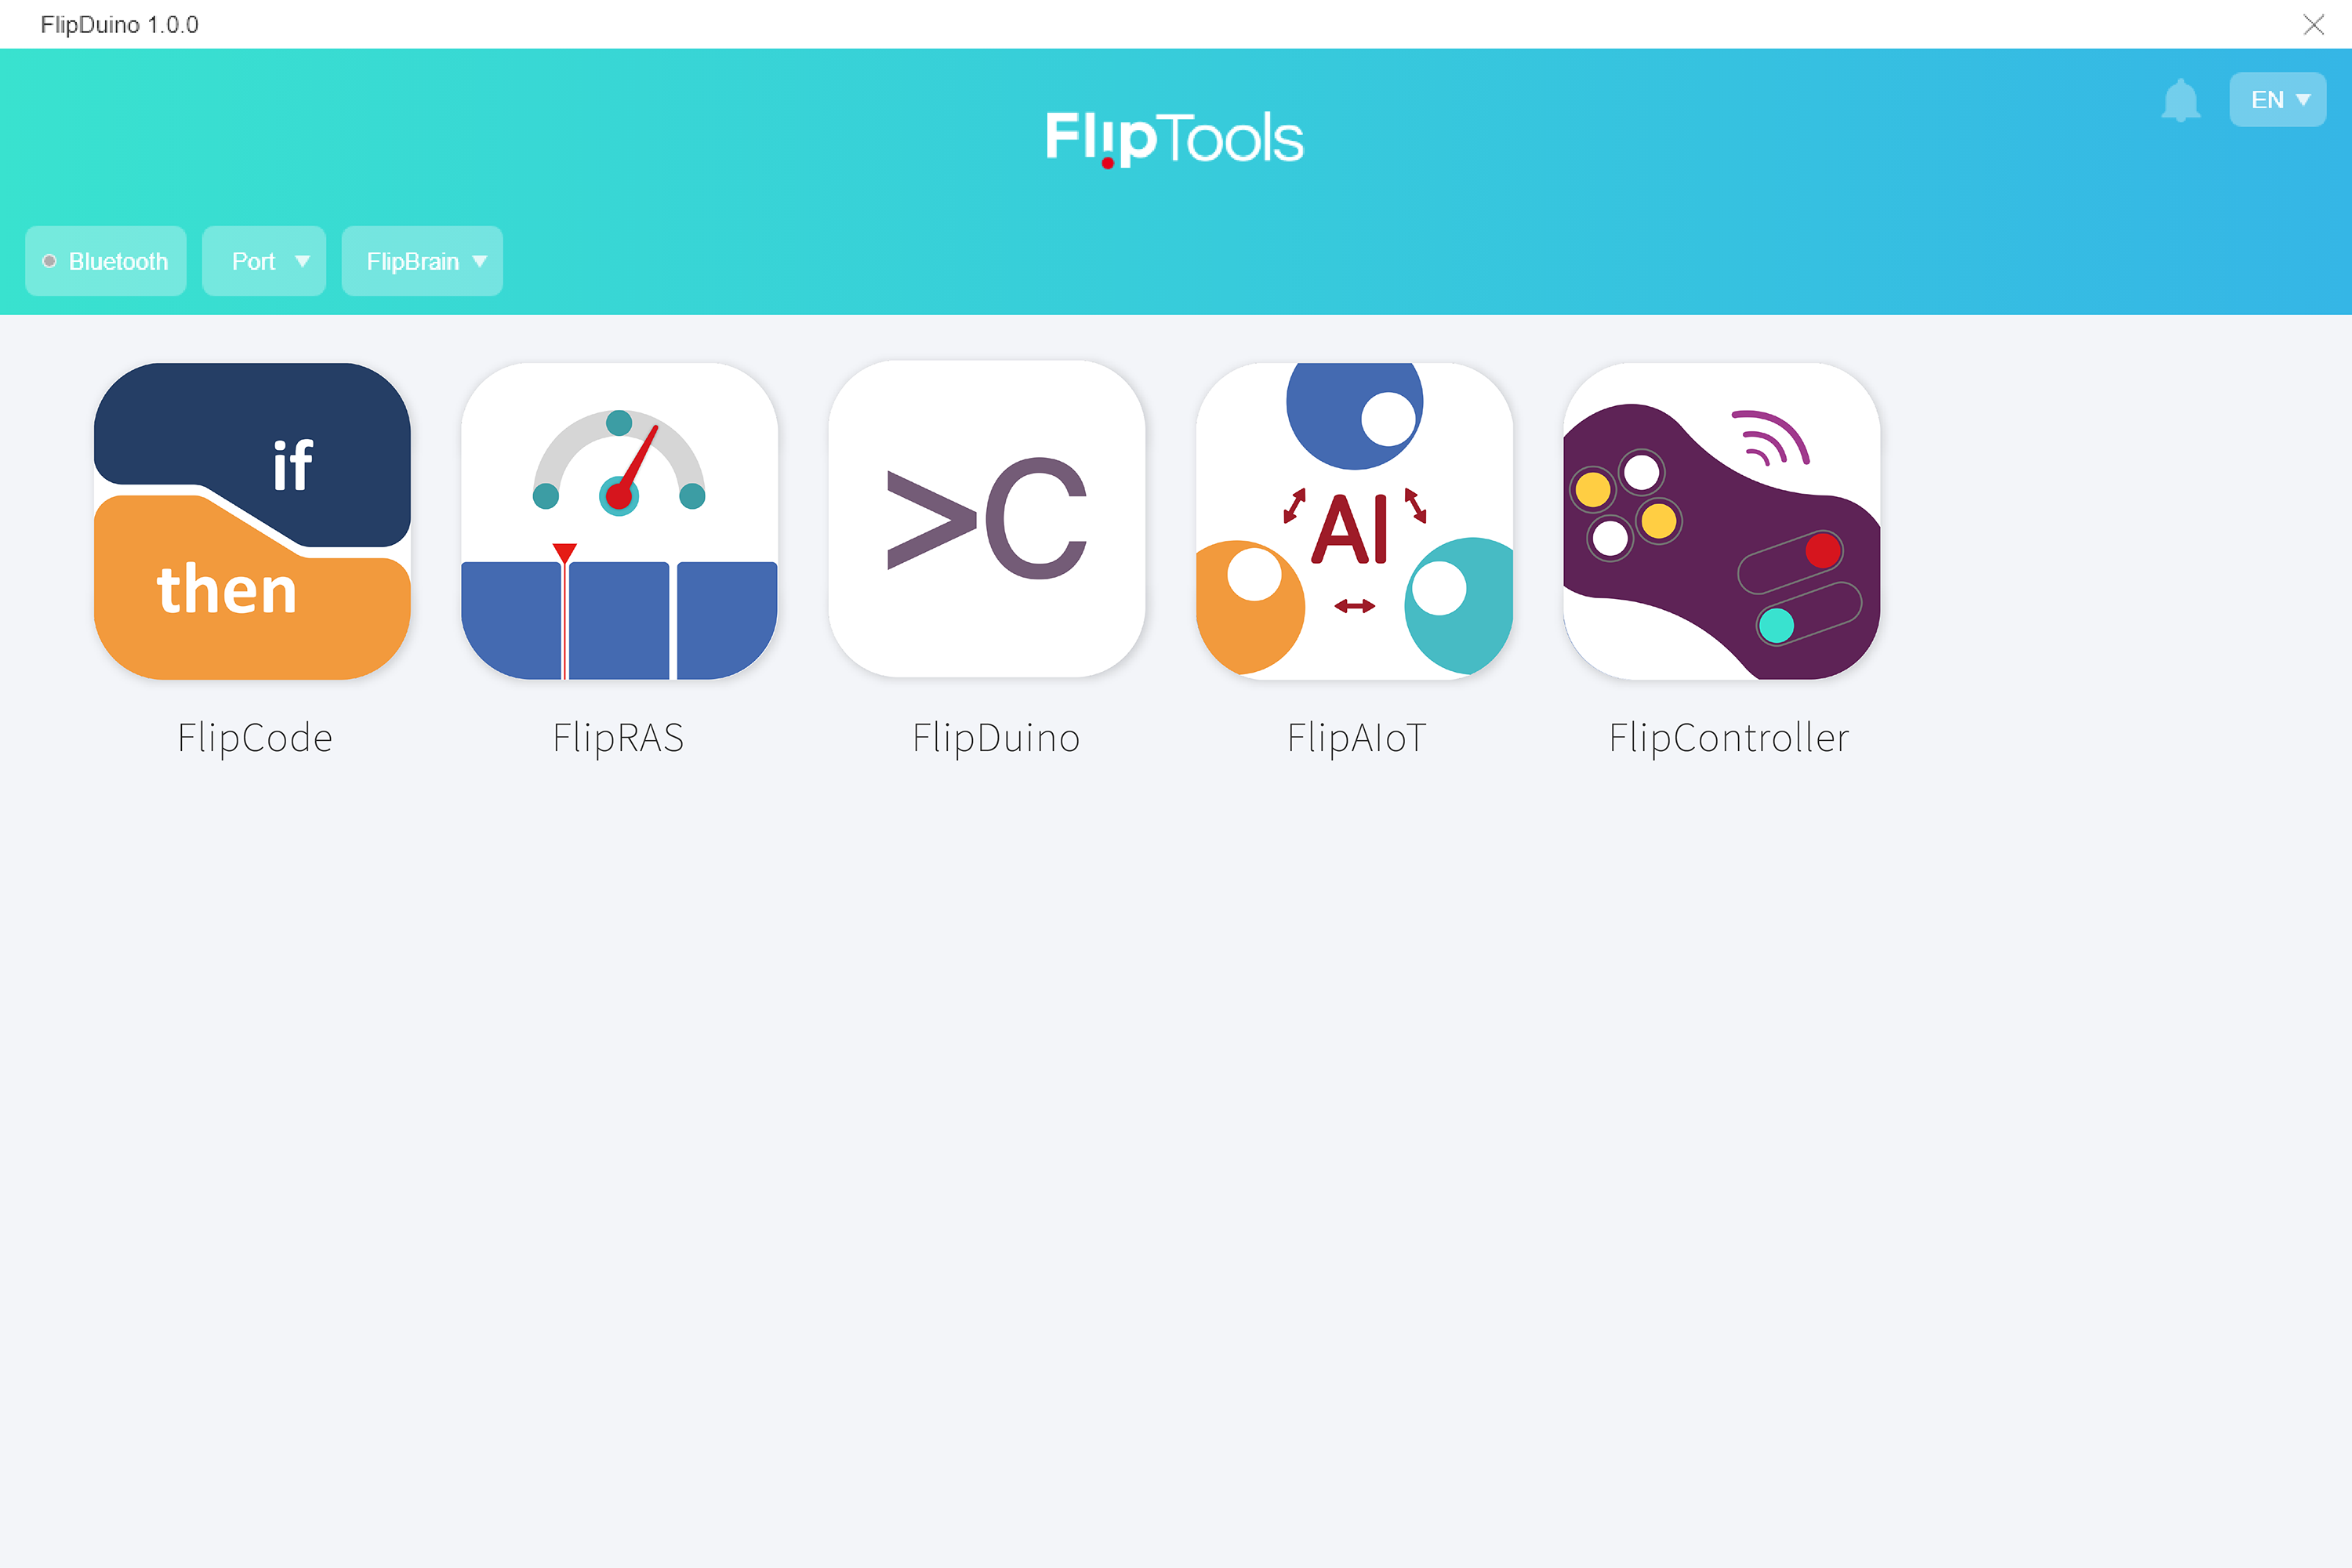 FlipDuino 1.0.0
FlipTools
EN
Bluetooth
Port
FlipBrain
if
then
>C
AI
FlipCode
FlipRAS
FlipDuino
FlipAIoT
FlipController